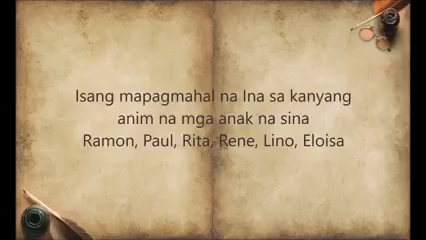 Isang mapagmahal na Ina sa kanyang
anim na mga anak na sina
Ramon, Paul, Rita, Rene, Lino, Eloisa